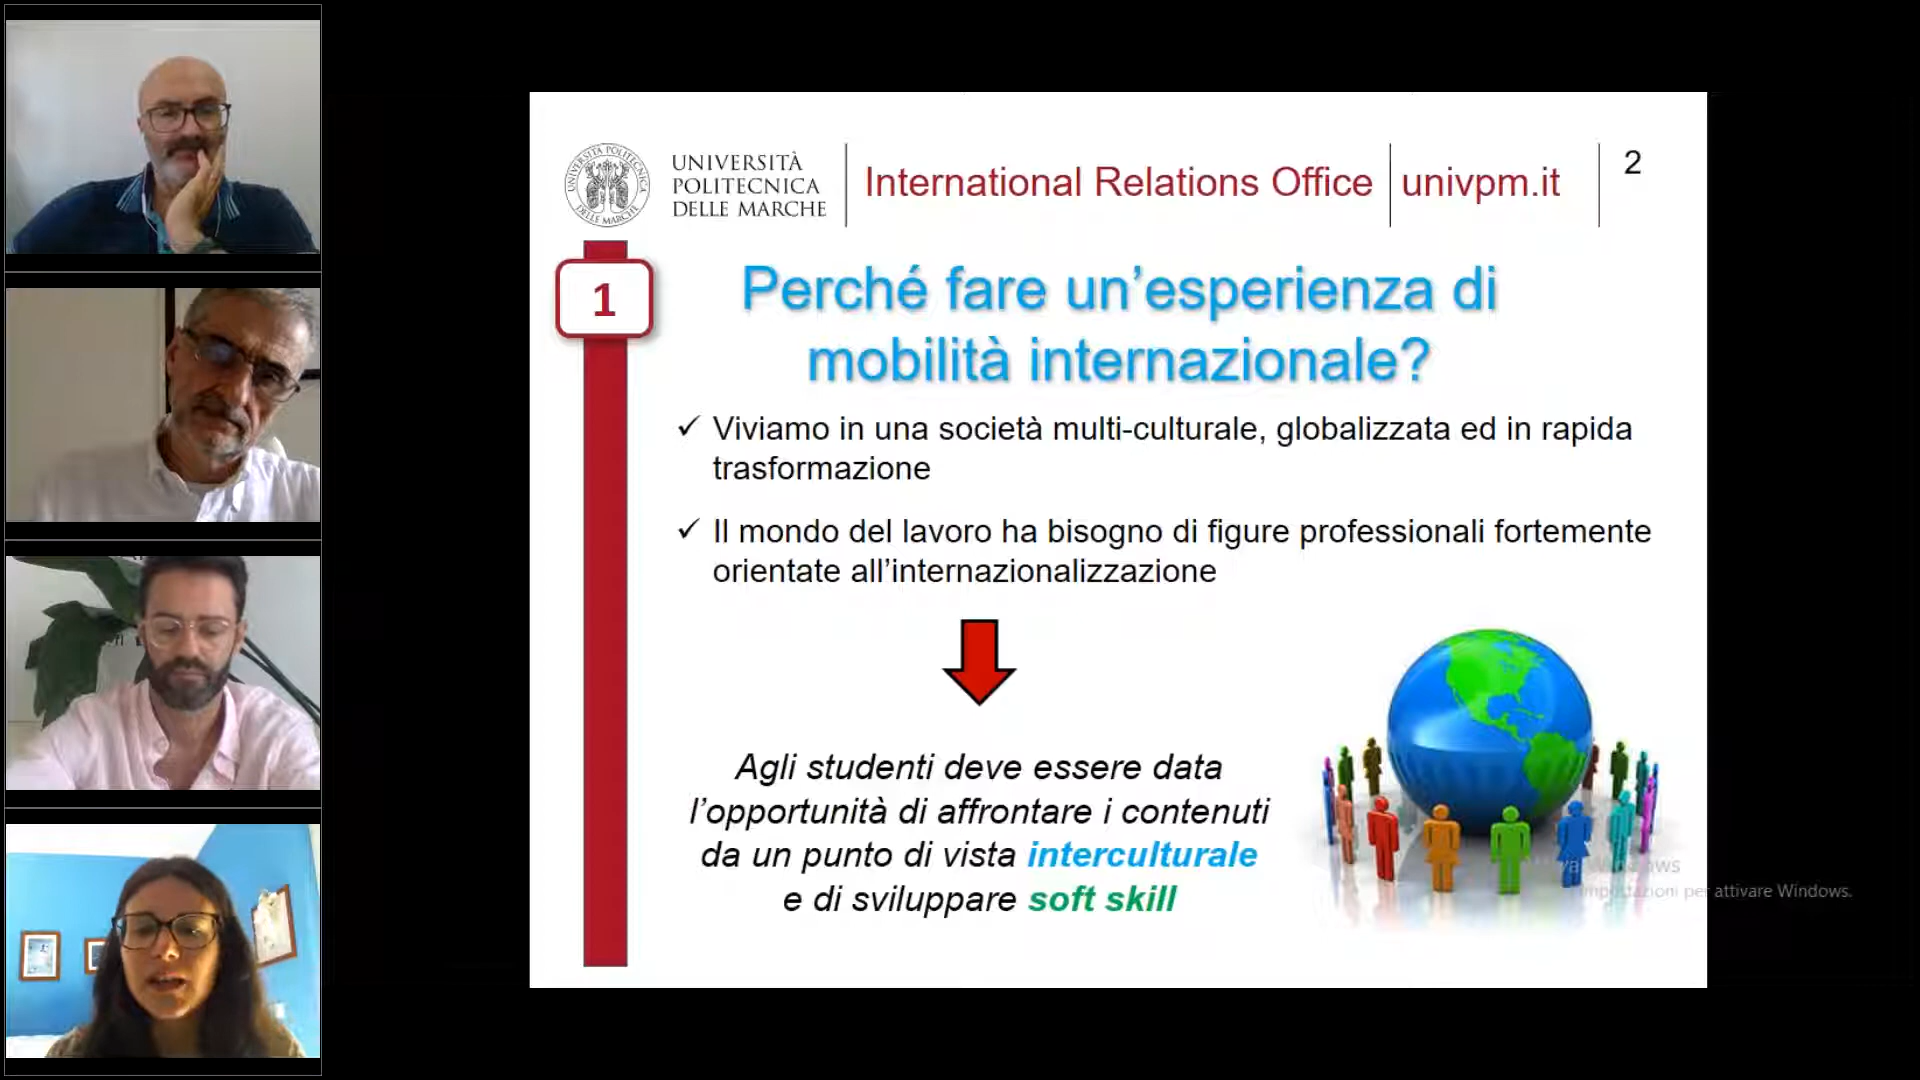 UNIVERSITÀ
POLITECNICA
DELLE MARCHE
International Relations Office
univpm.it
2
1
Perché fare un’esperienza di
mobilità internazionale?
✓ Viviamo in una società multi-culturale, globalizzata ed in rapida
trasformazione
✓ Il mondo del lavoro ha bisogno di figure professionali fortemente
orientate all’internazionalizzazione
Agli studenti deve essere data
l’opportunità di affrontare i contenuti
da un punto di vista interculturale
e di sviluppare soft skill
impostazioni per attivare Windows.